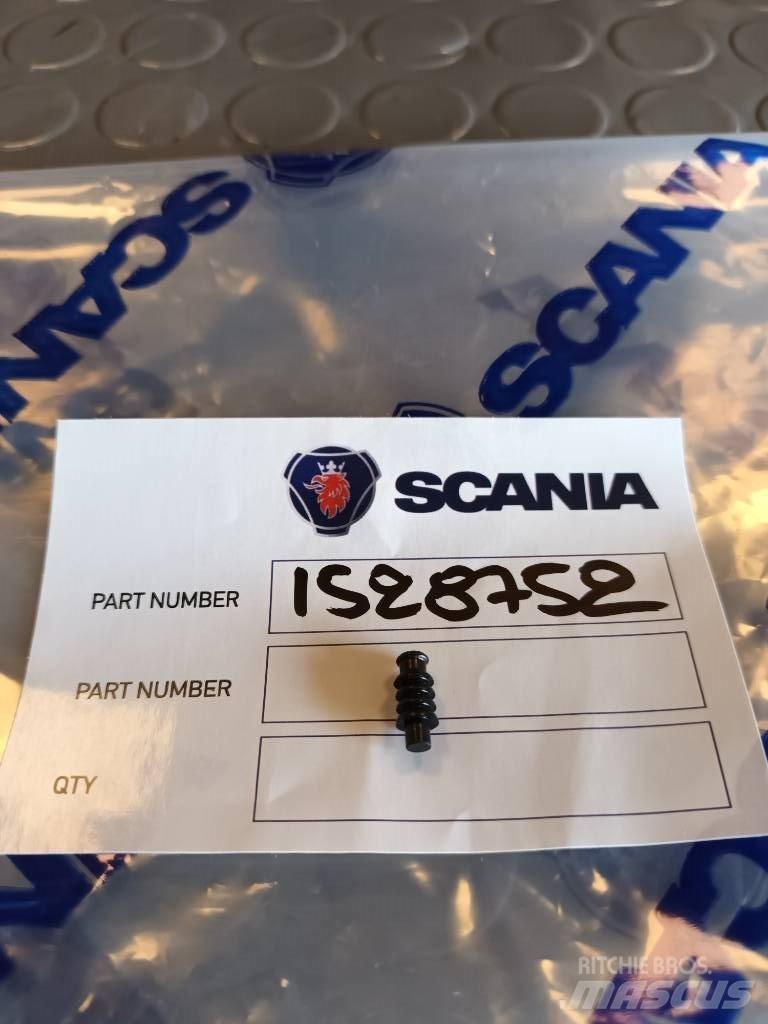 SCANIA
SCANIA
SCANIA
PART NUMBER 1528752
PART NUMBER
QTY
RITCHIE BROS.
MASCUS